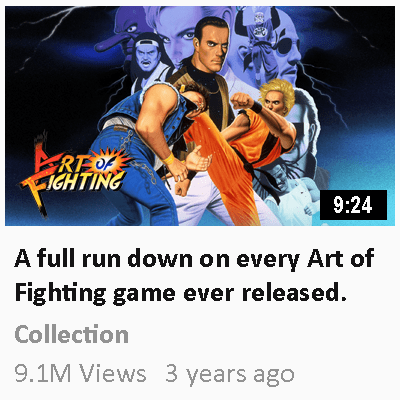 ART OF
FIGHTING
9:24
A full run down on every Art of
Fighting game ever released.
Collection
9.1M Views 3 years ago